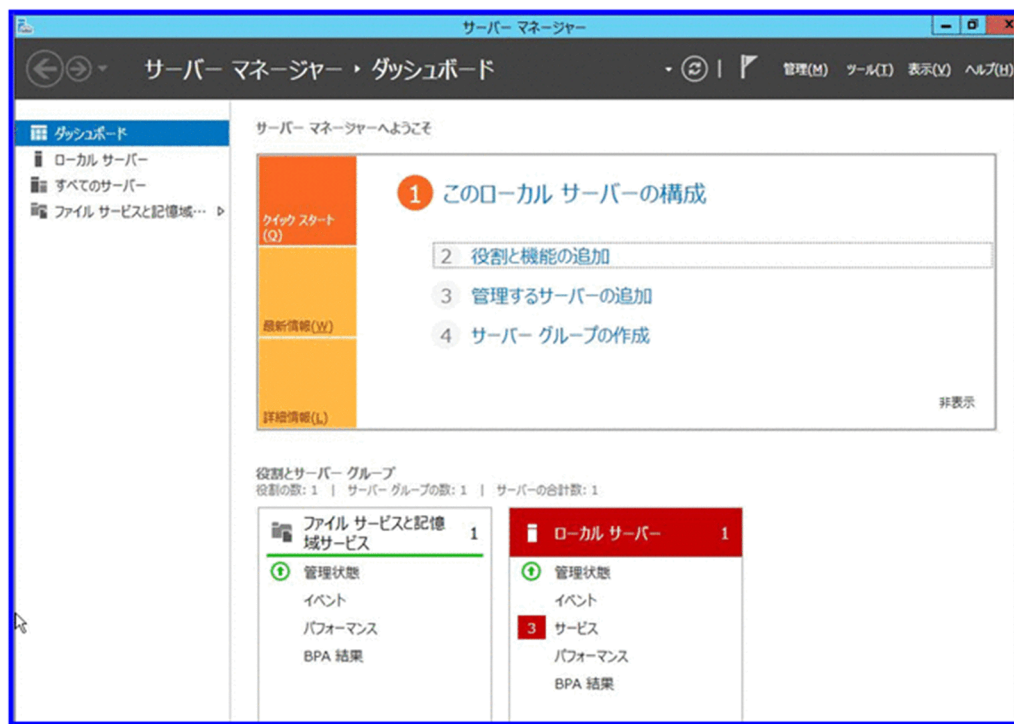 サーバー マネージャー
サーバー マネージャー ・ ダッシュボード
管理(M) ツール(T) 表示(V) ヘルプ(H)
ダッシュボード
ローカル サーバー
すべてのサーバー
ファイル サービスと記憶域…
サーバー マネージャーへようこそ
クイック スタート
(Q)
最新情報(W)
詳細情報(L)
1 このローカル サーバーの構成
2 役割と機能の追加
3 管理するサーバーの追加
4 サーバー グループの作成
非表示
役割とサーバー グループ
役割の数: 1 | サーバー グループの数: 1 | サーバーの合計数: 1
ファイル サービスと記憶
域サービス 1
管理状態
イベント
パフォーマンス
BPA 結果
ローカル サーバー 1
管理状態
イベント
3 サービス
パフォーマンス
BPA 結果